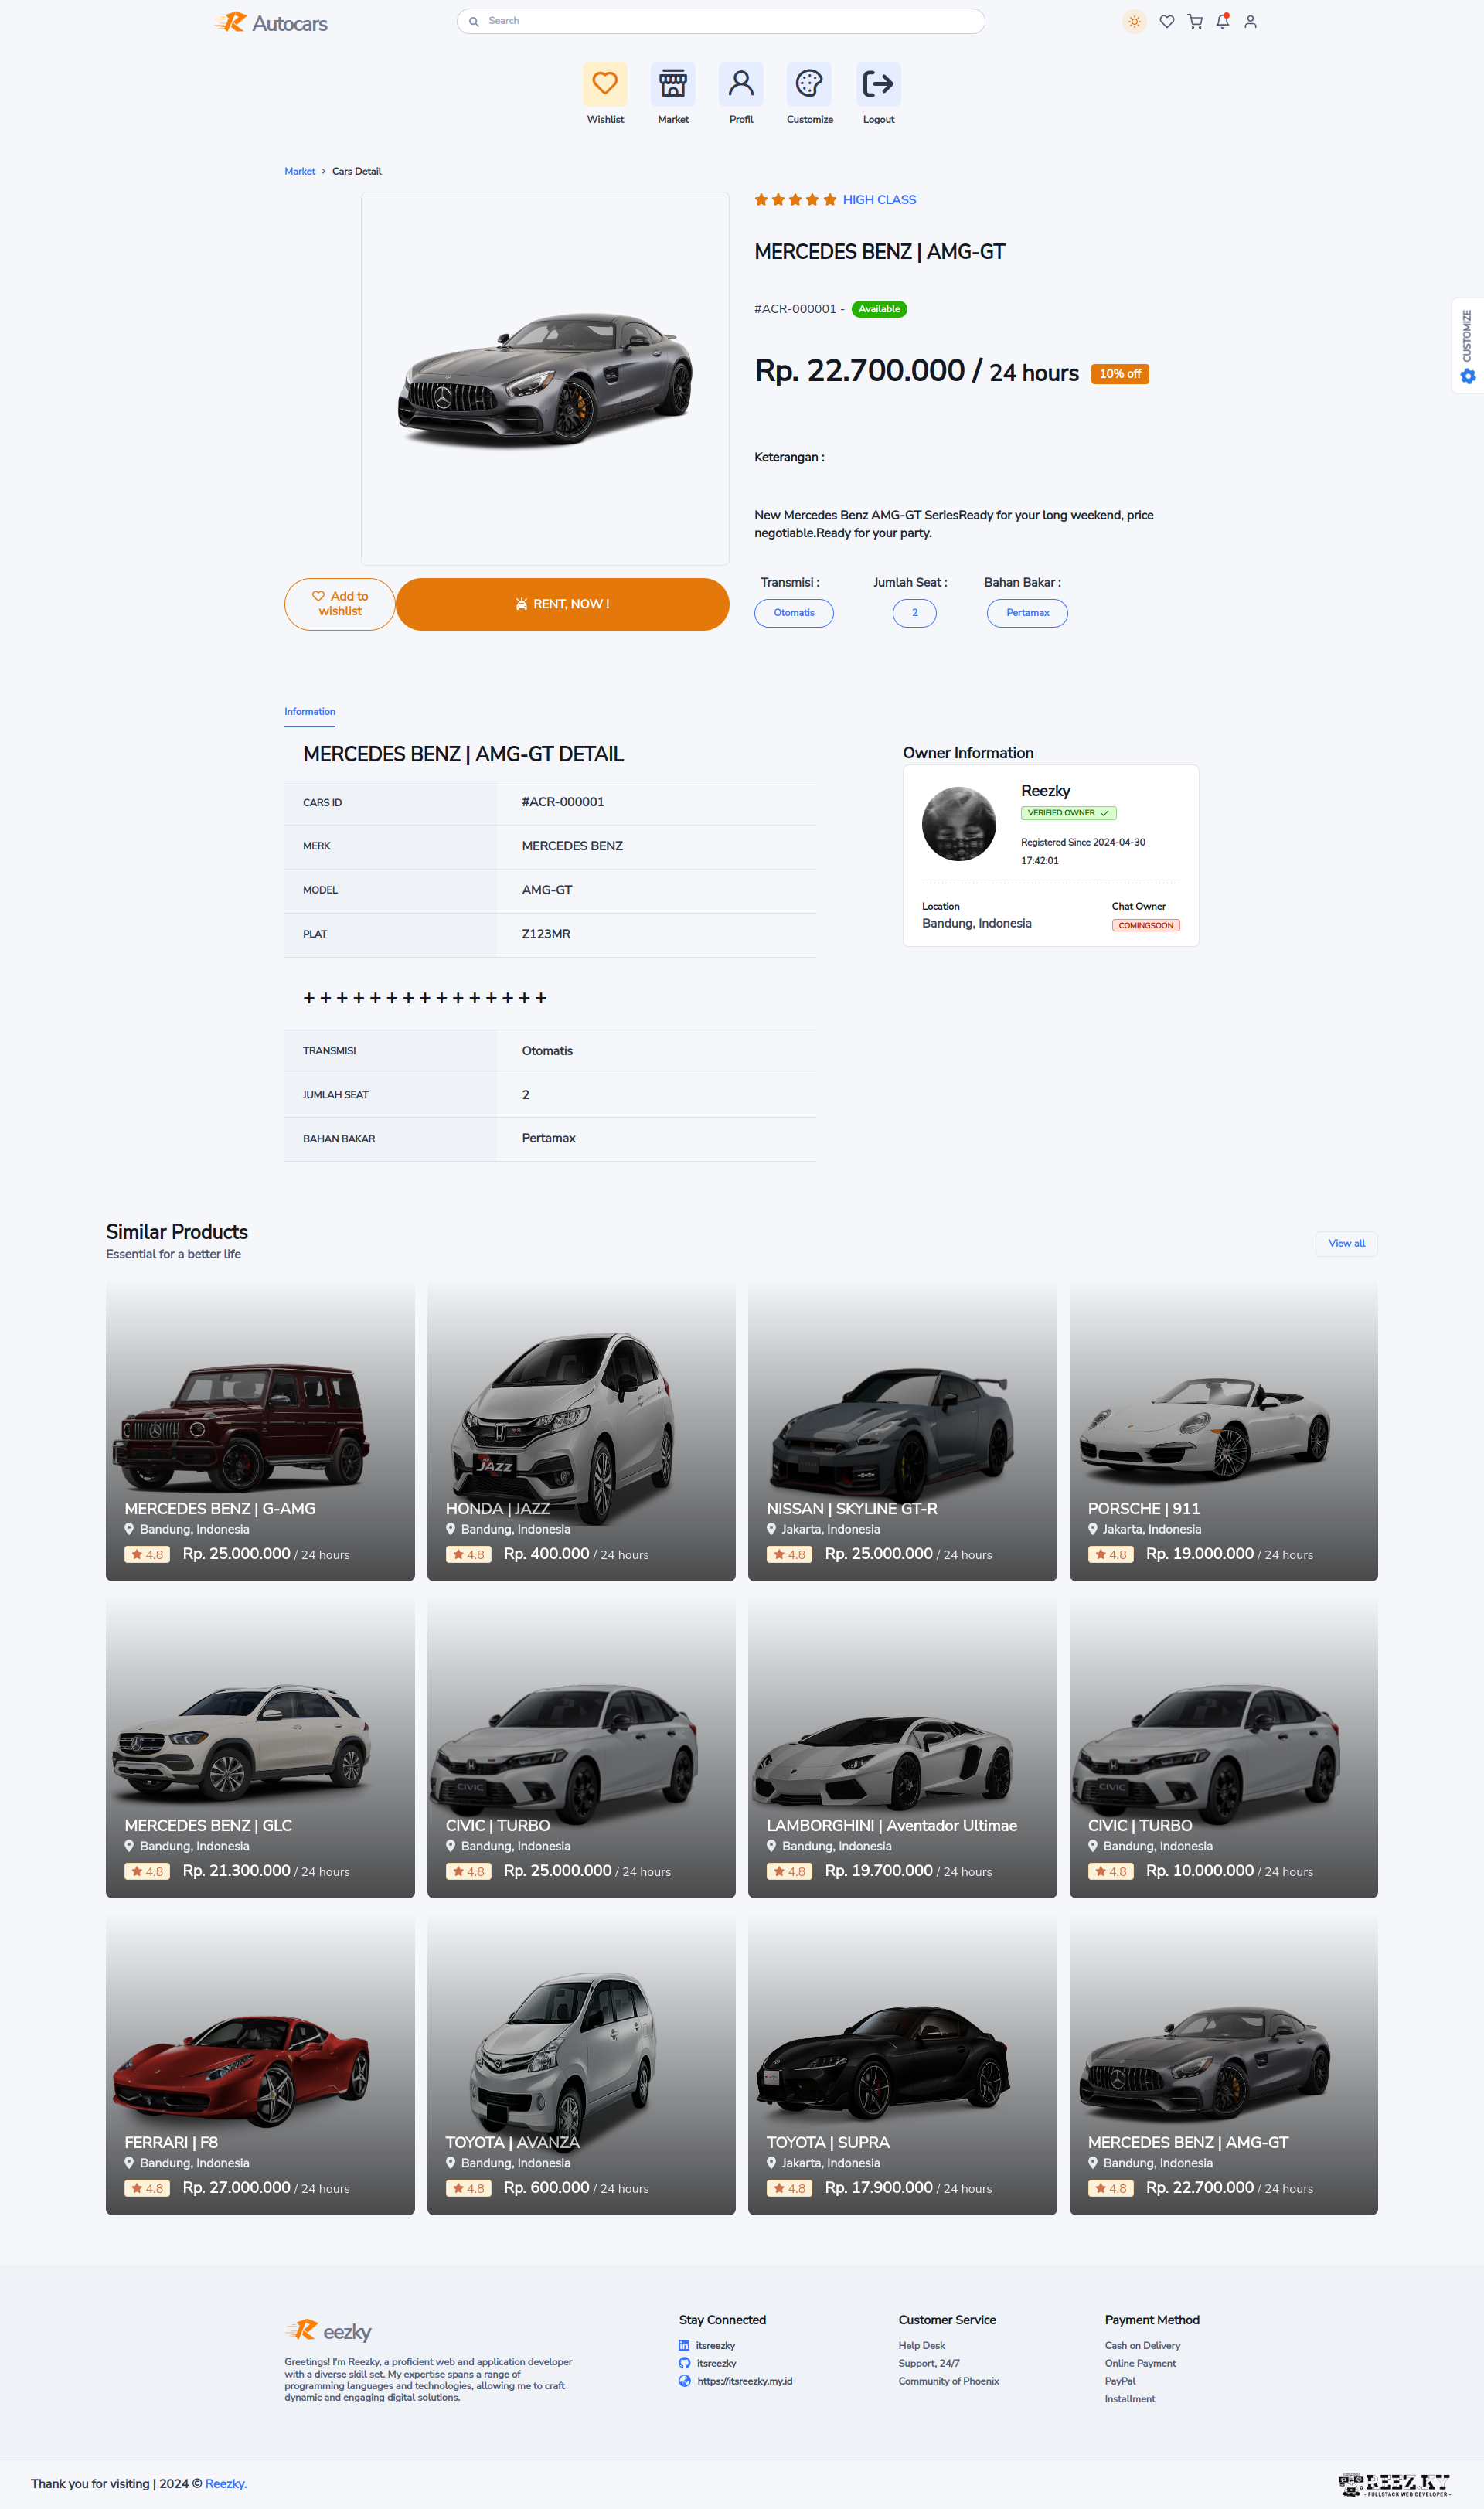 Autocars
Search
Wishlist
Market
Profil
Customize
Logout
Market > Cars Detail
HIGH CLASS
MERCEDES BENZ | AMG-GT
#ACR-000001 - Available
CUSTOMIZE
Rp. 22.700.000 / 24 hours 10% off
Keterangan :
New Mercedes Benz AMG-GT SeriesReady for your long weekend, price
negotiable.Ready for your party.
Add to
wishlist
RENT, NOW !
Transmisi :
Jumlah Seat :
Bahan Bakar :
Otomatis
2
Pertamax
Information
MERCEDES BENZ | AMG-GT DETAIL
CARS ID
#ACR-000001
MERK
MERCEDES BENZ
MODEL
AMG-GT
PLAT
Z123MR
+ + + + + + + + + + + + + + +
TRANSMISI
Otomatis
JUMLAH SEAT
2
BAHAN BAKAR
Pertamax
Owner Information
Reezky
VERIFIED OWNER
Registered Since 2024-04-30
17:42:01
Location
Bandung, Indonesia
Chat Owner
COMINGSOON
Similar Products
Essential for a better life
View all
MERCEDES BENZ | G-AMG
Bandung, Indonesia
4.8 Rp. 25.000.000 / 24 hours
JAZZ
HONDA | JAZZ
Bandung, Indonesia
4.8 Rp. 400.000 / 24 hours
NISSAN | SKYLINE GT-R
Jakarta, Indonesia
4.8 Rp. 25.000.000 / 24 hours
PORSCHE | 911
Jakarta, Indonesia
4.8 Rp. 19.000.000 / 24 hours
MERCEDES BENZ | GLC
Bandung, Indonesia
4.8 Rp. 21.300.000 / 24 hours
CIVIC
CIVIC | TURBO
Bandung, Indonesia
4.8 Rp. 25.000.000 / 24 hours
LAMBORGHINI | Aventador Ultimae
Bandung, Indonesia
4.8 Rp. 19.700.000 / 24 hours
CIVIC
CIVIC | TURBO
Bandung, Indonesia
4.8 Rp. 10.000.000 / 24 hours
FERRARI | F8
Bandung, Indonesia
4.8 Rp. 27.000.000 / 24 hours
TOYOTA | AVANZA
Bandung, Indonesia
4.8 Rp. 600.000 / 24 hours
TOYOTA | SUPRA
Jakarta, Indonesia
4.8 Rp. 17.900.000 / 24 hours
MERCEDES BENZ | AMG-GT
Bandung, Indonesia
4.8 Rp. 22.700.000 / 24 hours
Reezky
Greetings! I'm Reezky, a proficient web and application developer
with a diverse skill set. My expertise spans a range of
programming languages and technologies, allowing me to craft
dynamic and engaging digital solutions.
Stay Connected
itsreezky
itsreezky
https://itsreezky.my.id
Customer Service
Help Desk
Support, 24/7
Community of Phoenix
Payment Method
Cash on Delivery
Online Payment
PayPal
Installment
Thank you for visiting | 2024 © Reezky.
REEZKY
- FULLSTACK WEB DEVELOPER -